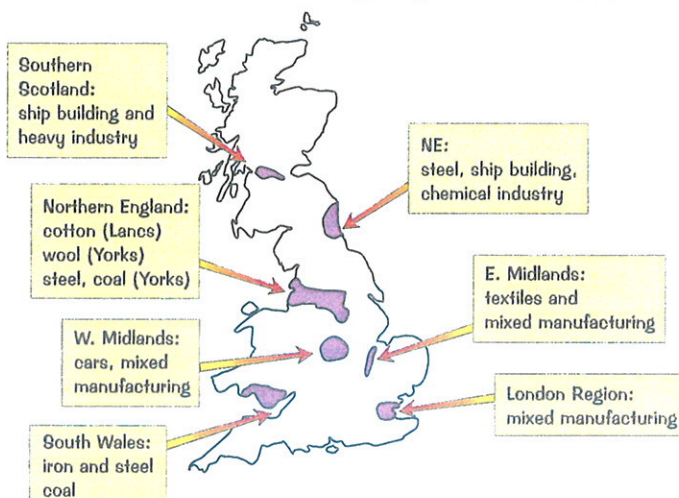 Southern
Scotland:
ship building and
heavy industry
NE:
steel, ship building,
chemical industry
Northern England:
cotton (Lancs)
wool (Yorks)
steel, coal (Yorks)
E. Midlands:
textiles and
mixed manufacturing
W. Midlands:
cars, mixed
manufacturing
London Region:
mixed manufacturing
South Wales:
iron and steel
coal